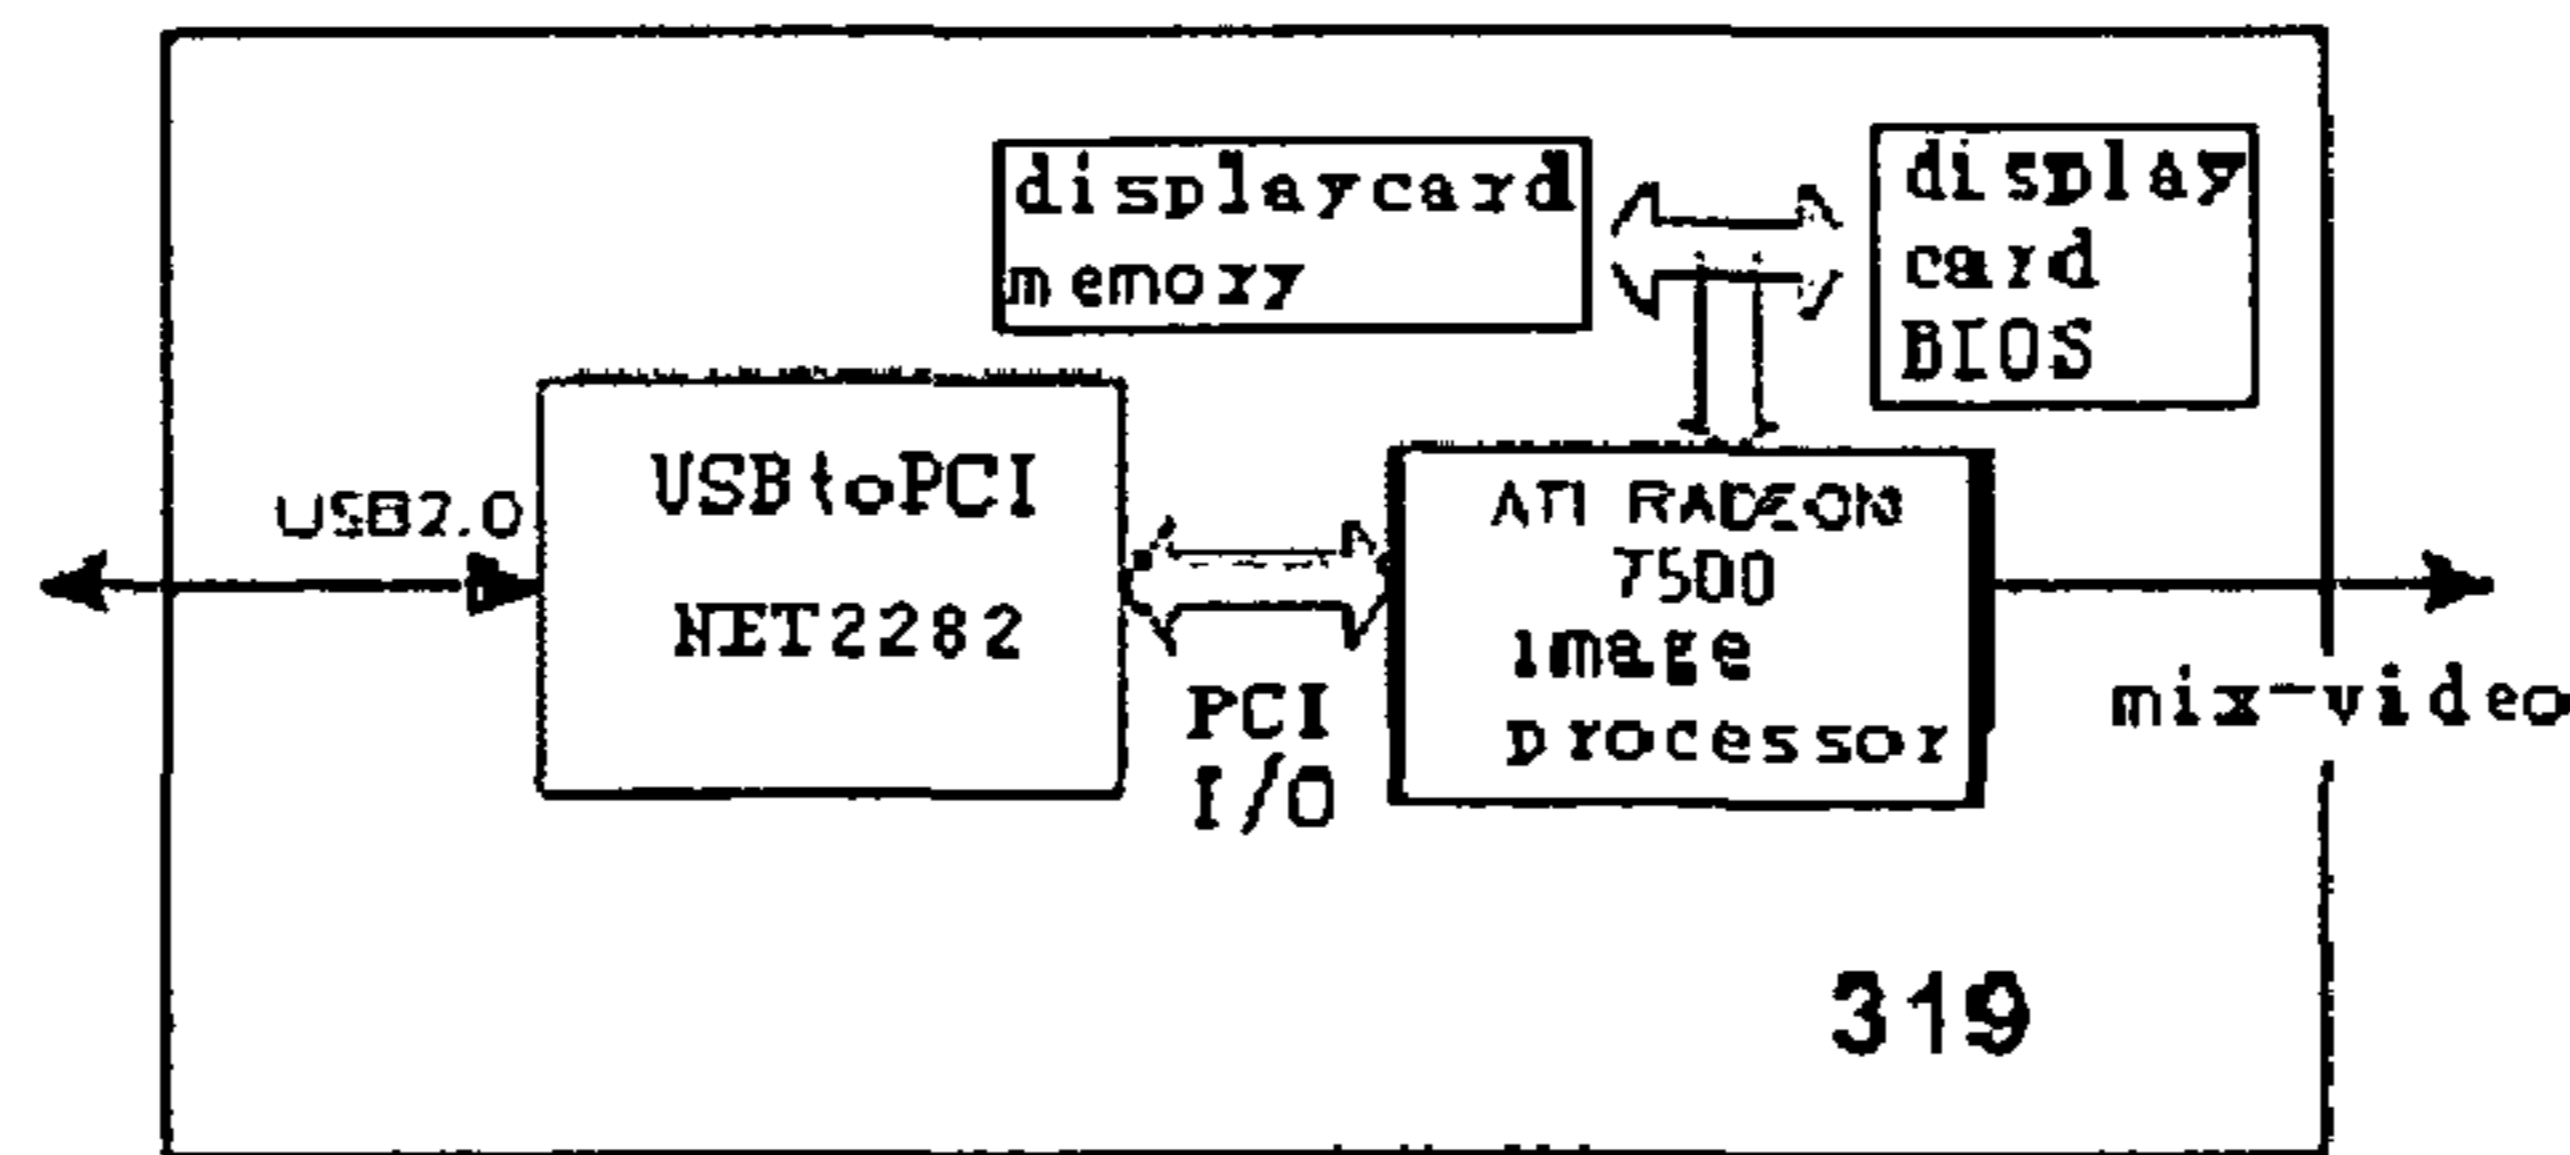 displaycard
memory
display
card
BIOS
USB2.0
USBtoPCI
NET2282
PCI
I/O
ATI RADEON
7500
image
processor
mix-video
319